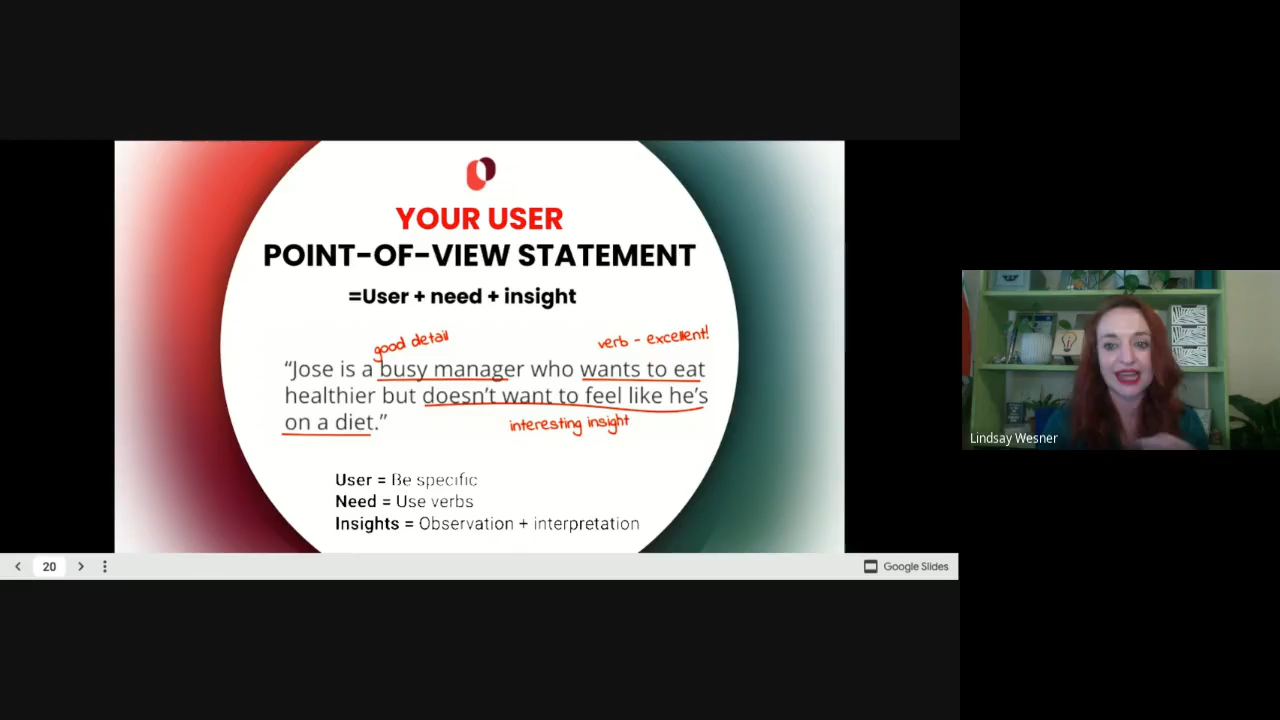 YOUR USER
POINT-OF-VIEW STATEMENT
=User + need + insight
good detail
verb - excellent!
“Jose is a busy manager who wants to eat
healthier but doesn’t want to feel like he’s
on a diet.”
interesting insight
User = Be specific
Need = Use verbs
Insights = Observation + interpretation
20
Google Slides
Lindsay Wesner